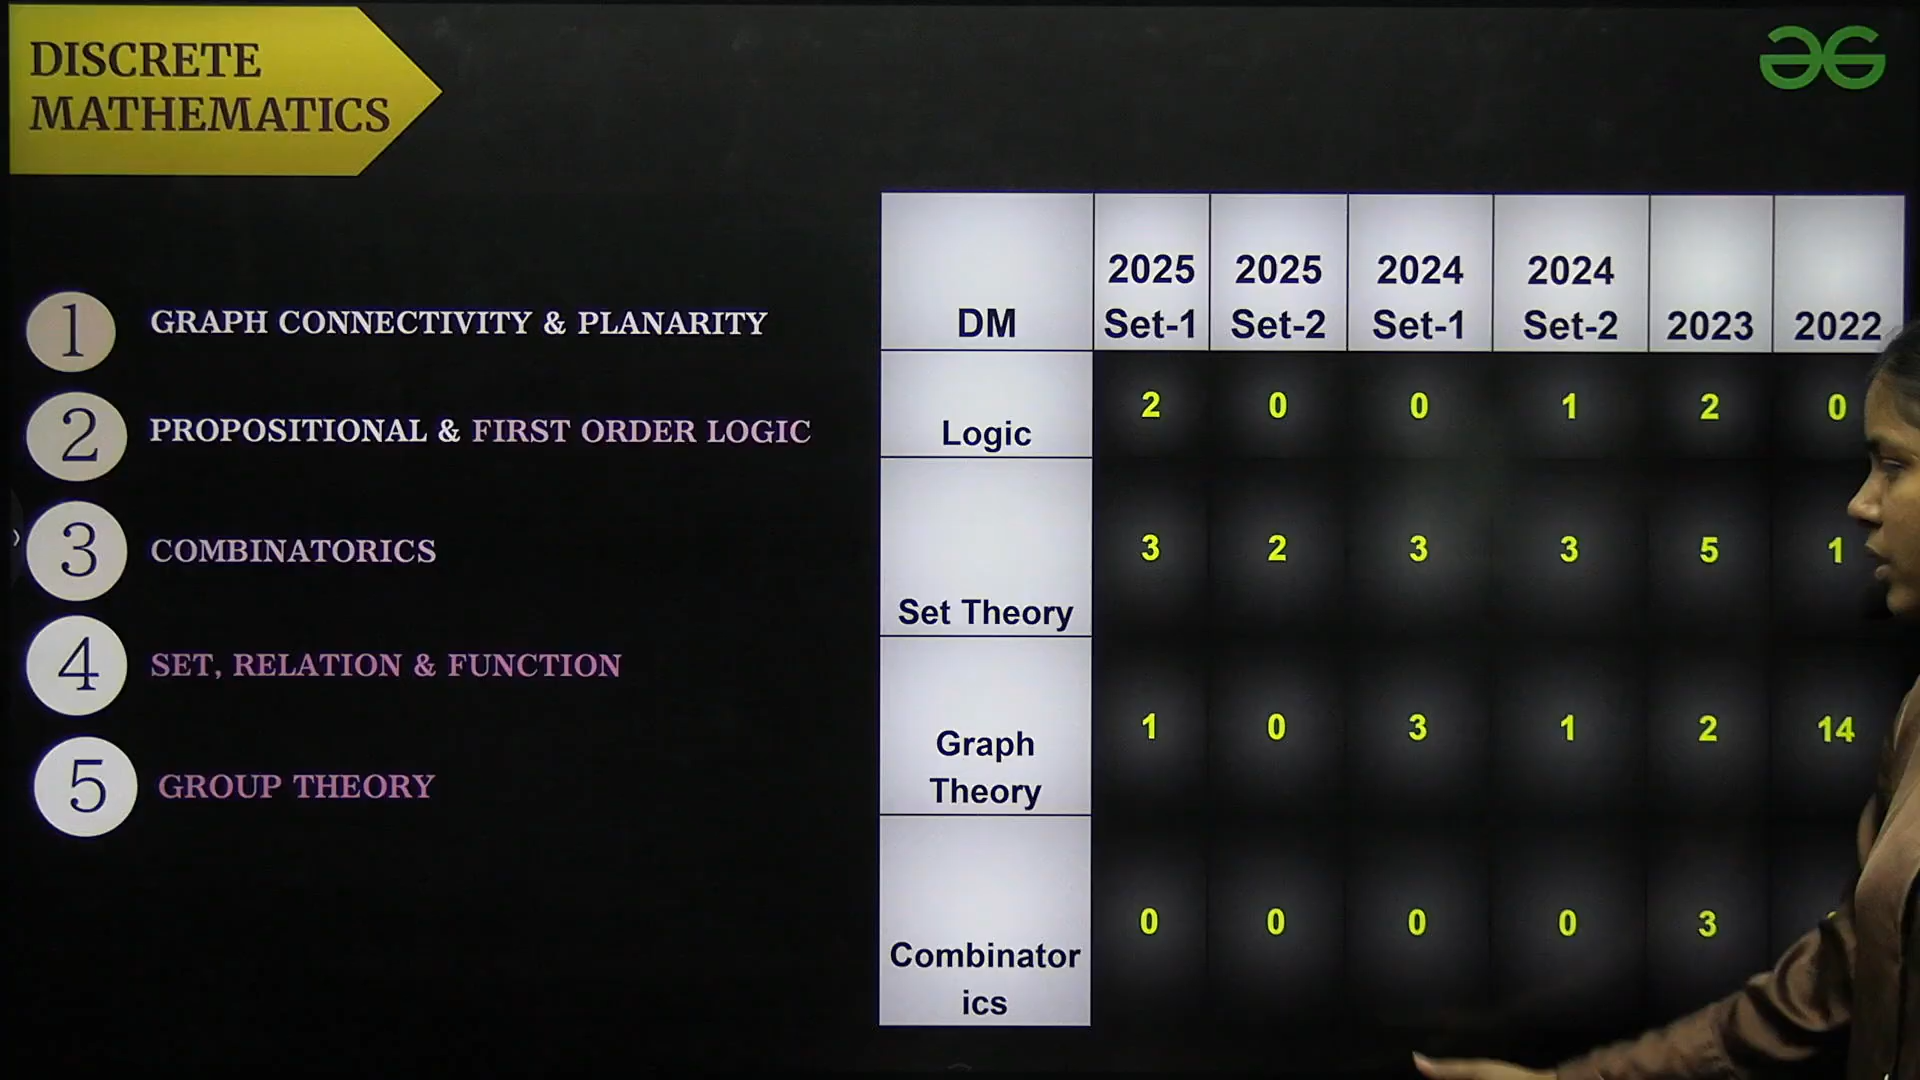 DISCRETE
MATHEMATICS
1 GRAPH CONNECTIVITY & PLANARITY
2 PROPOSITIONAL & FIRST ORDER LOGIC
3 COMBINATORICS
4 SET, RELATION & FUNCTION
5 GROUP THEORY
DM 2025 Set-1 2025 Set-2 2024 Set-1 2024 Set-2 2023 2022
Logic 2 0 0 1 2 0
Set Theory 3 2 3 3 5 1
Graph Theory 1 0 3 1 2 14
Combinator
ics 0 0 0 0 3